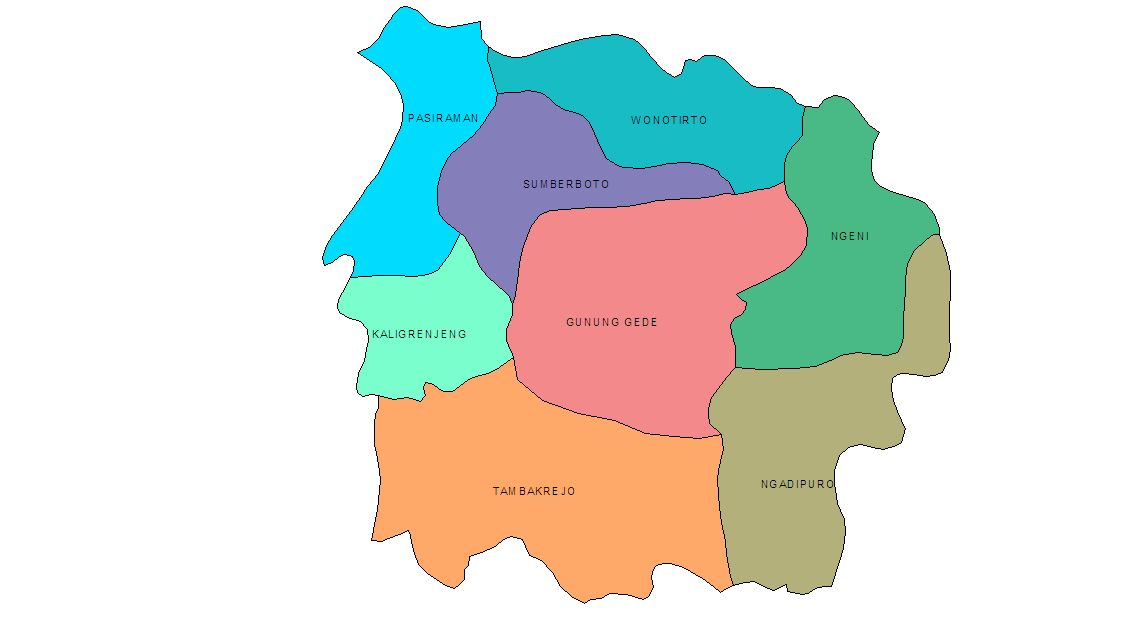 PASIRAMAN
WONOTIRTO
SUMBERBOTO
NGENI
GUNUNG GEDE
KALIGRENJENG
NGADIPURO
TAMBAKREJO